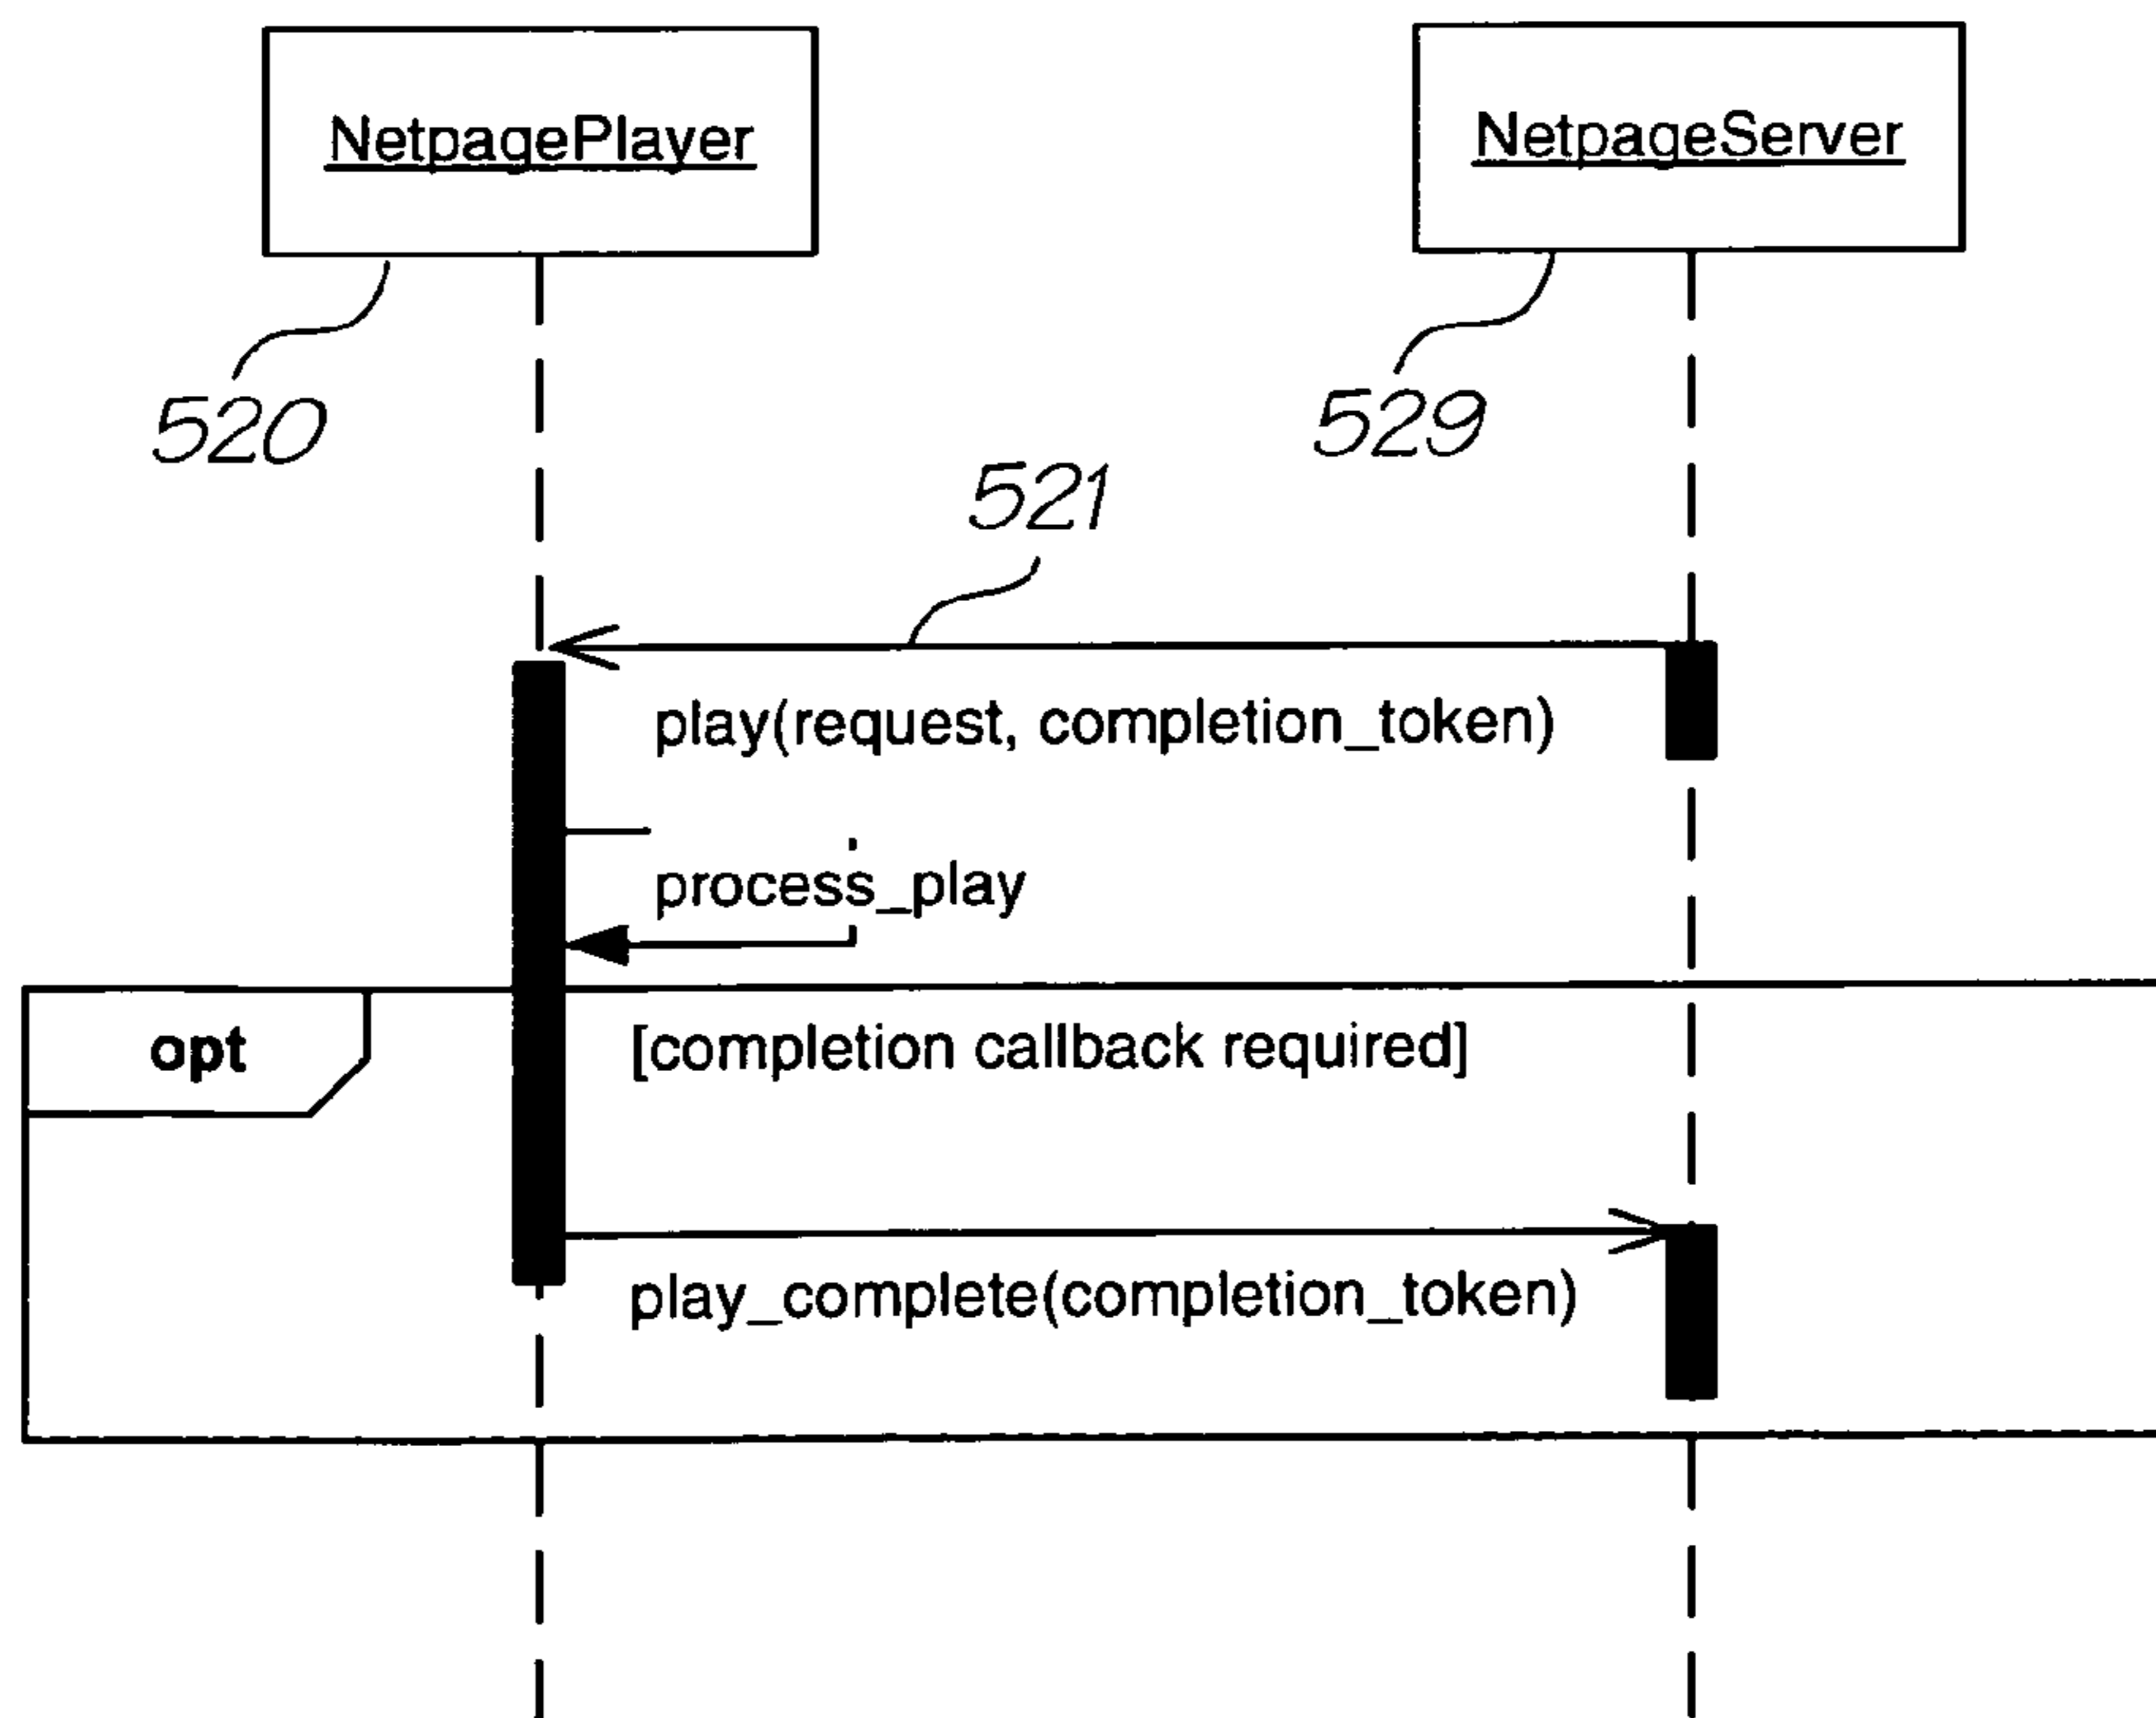 NetpagePlayer
NetpageServer
520
529
521
play(request, completion_token)
process_play
opt
[completion callback required]
play_complete(completion_token)